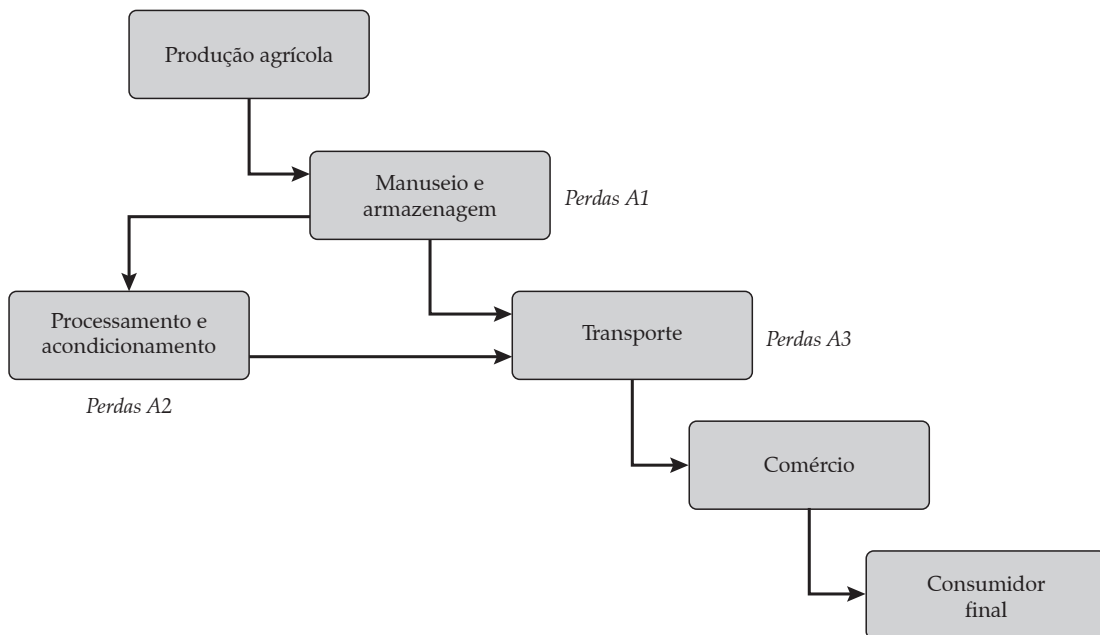 Produção agrícola
Manuseio e
armazenagem
Perdas A1
Processamento e
acondicionamento
Perdas A2
Transporte
Perdas A3
Comércio
Consumidor
final